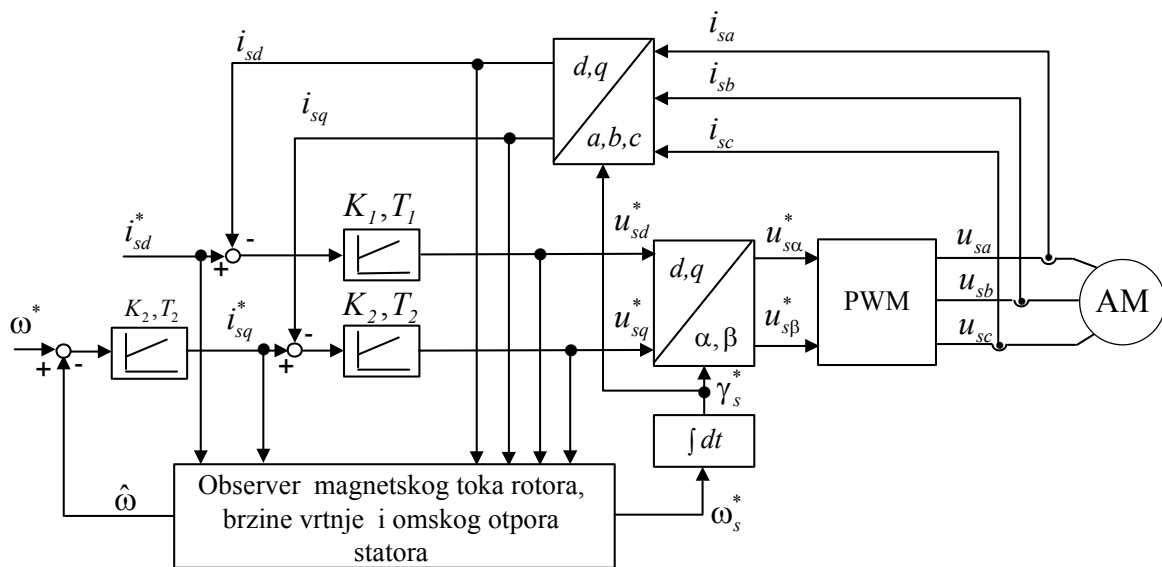 i_sd
i_sa
d,q
i_sb
i_sq
a,b,c
i_sc
K_1,T_1
i*_sd
-
+
u*_sd
u*_sα
u_sa
d,q
K_2,T_2
K_2,T_2
ω*
i*_sq
-
u*_sq
u*_sβ
PWM
u_sb
AM
α,β
u_sc
+
-
+
γ*_s
∫dt
ω̂
Observer magnetskog toka rotora,
brzine vrtnje i omskog otpora
statora
ω*_s